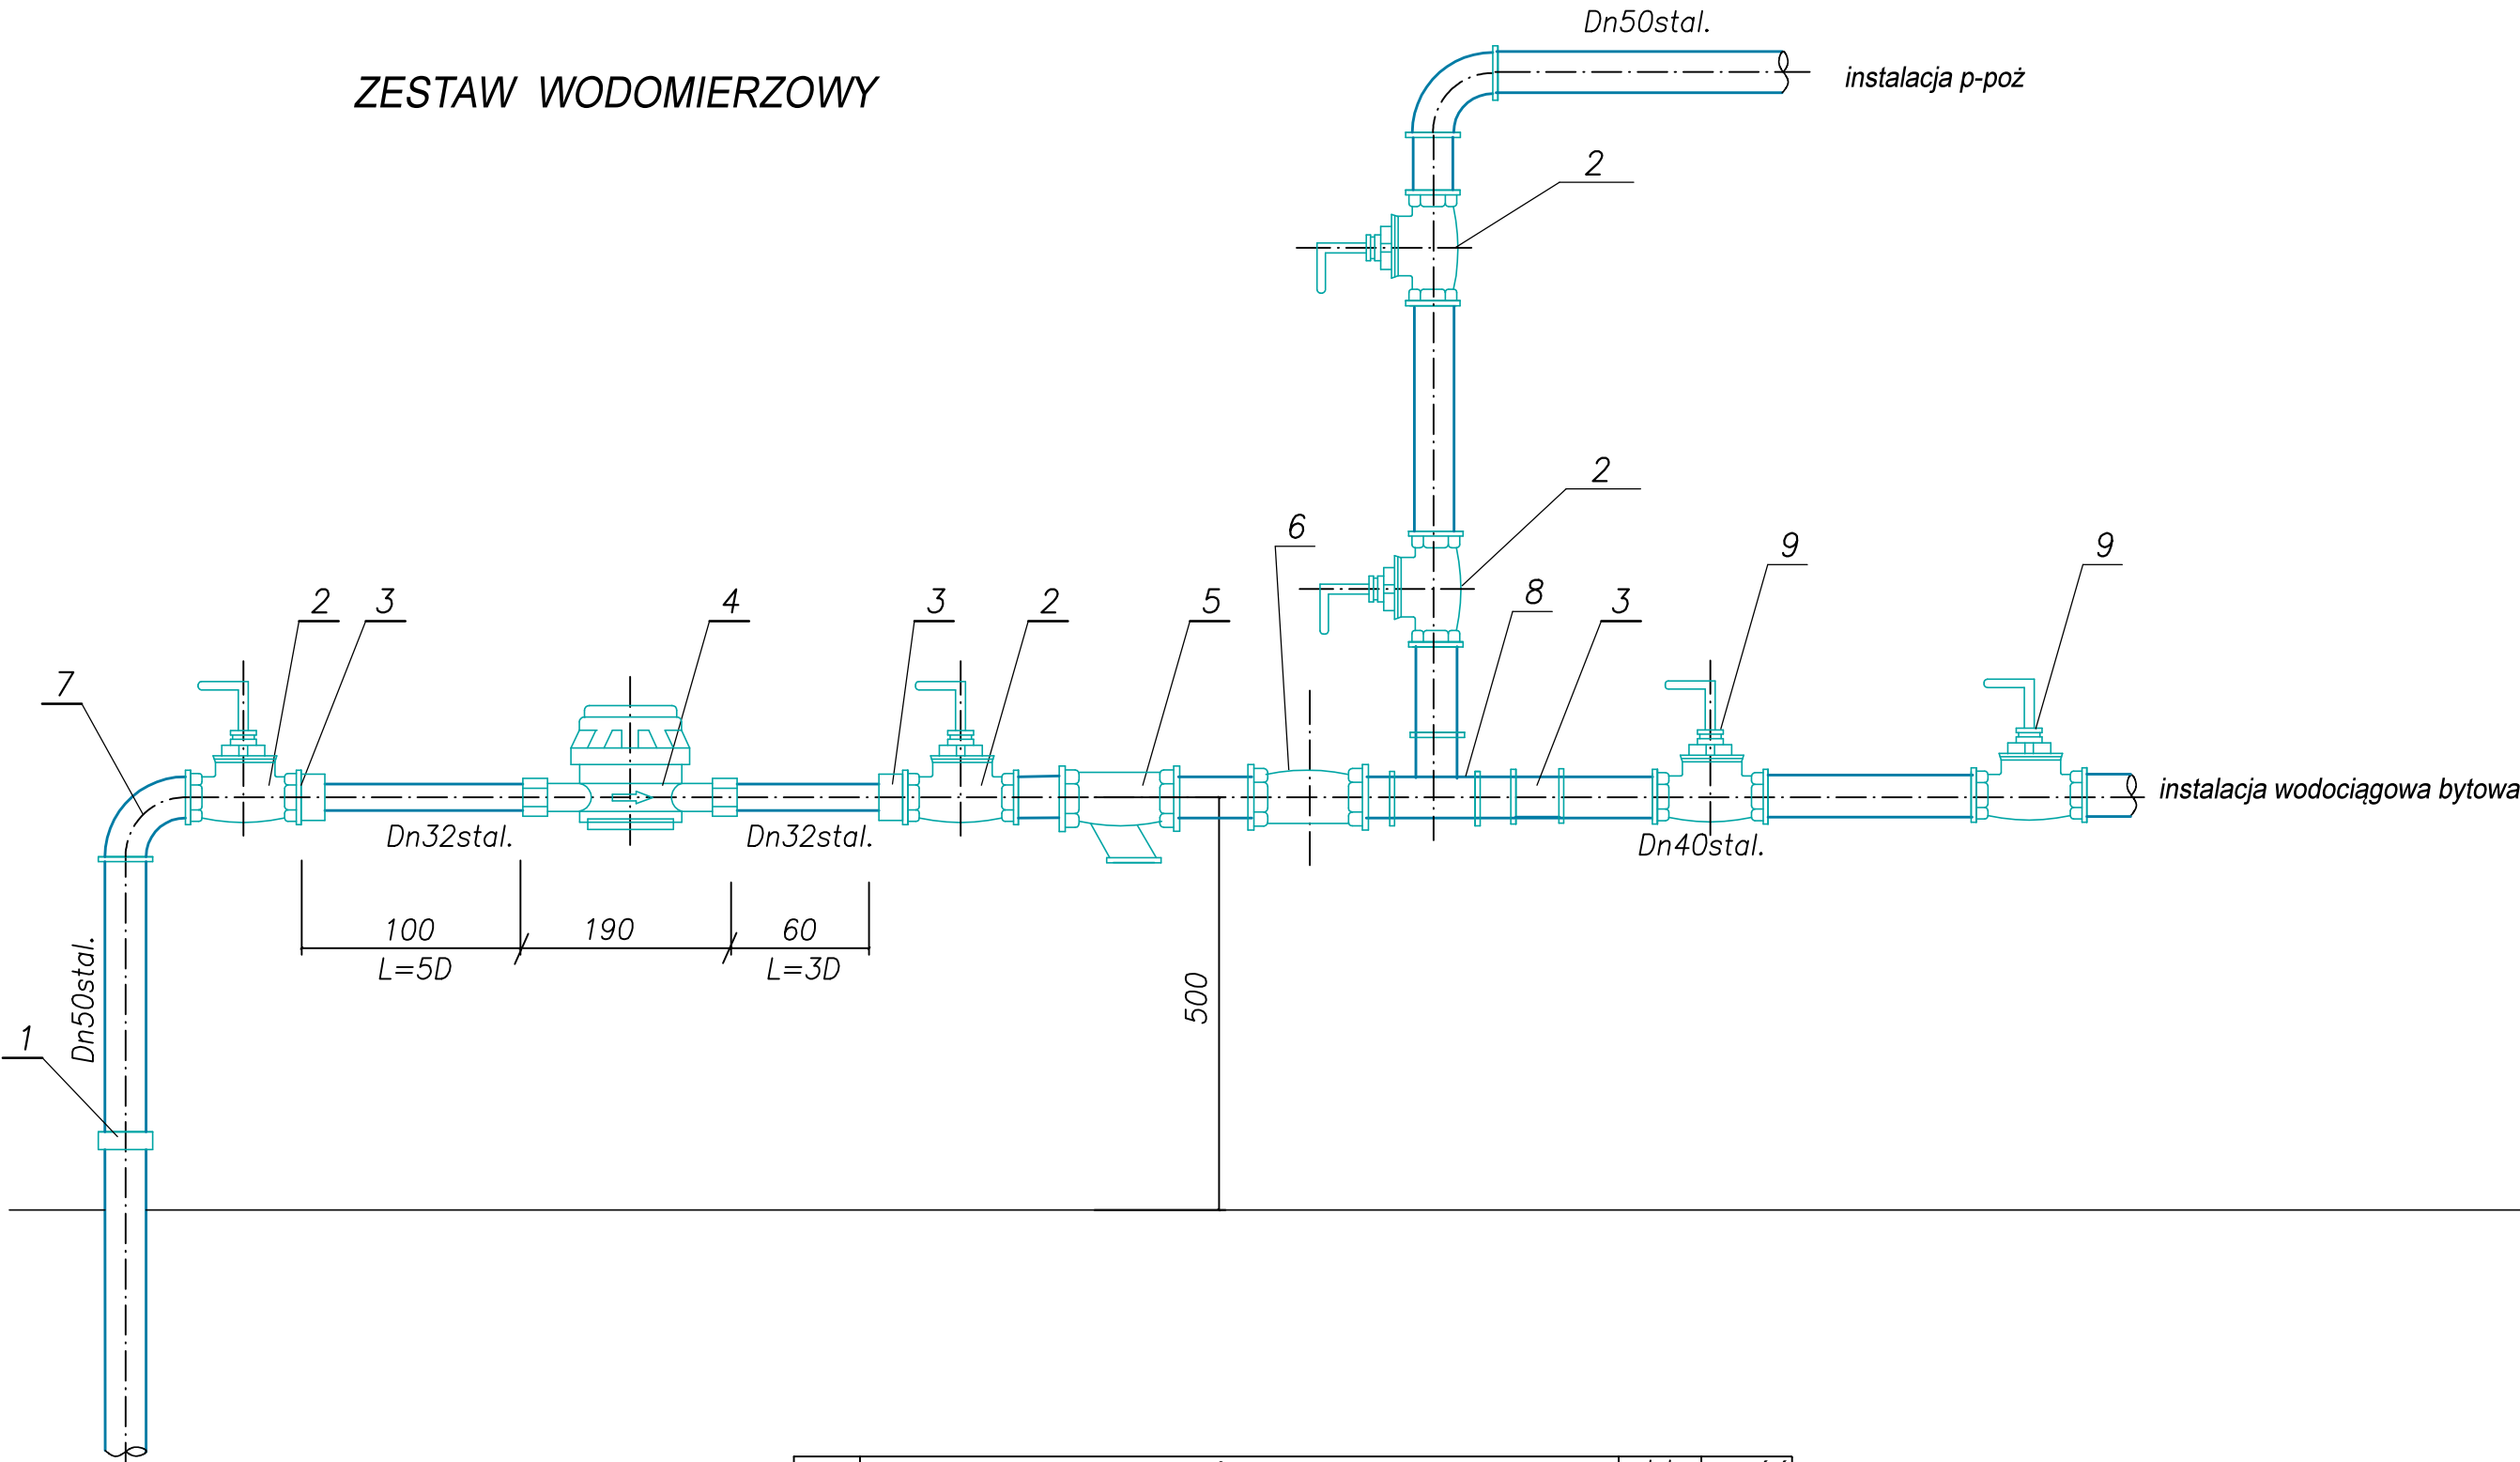 Dn50stal.
ZESTAW WODOMIERZOWY
instalacja p-poż
2
2
6
9
9
2
3
4
3
2
5
8
3
7
instalacja wodociągowa bytowa
Dn32stal.
Dn32stal.
Dn40stal.
100
190
60
L=5D
L=3D
Dn50stal.
500
1